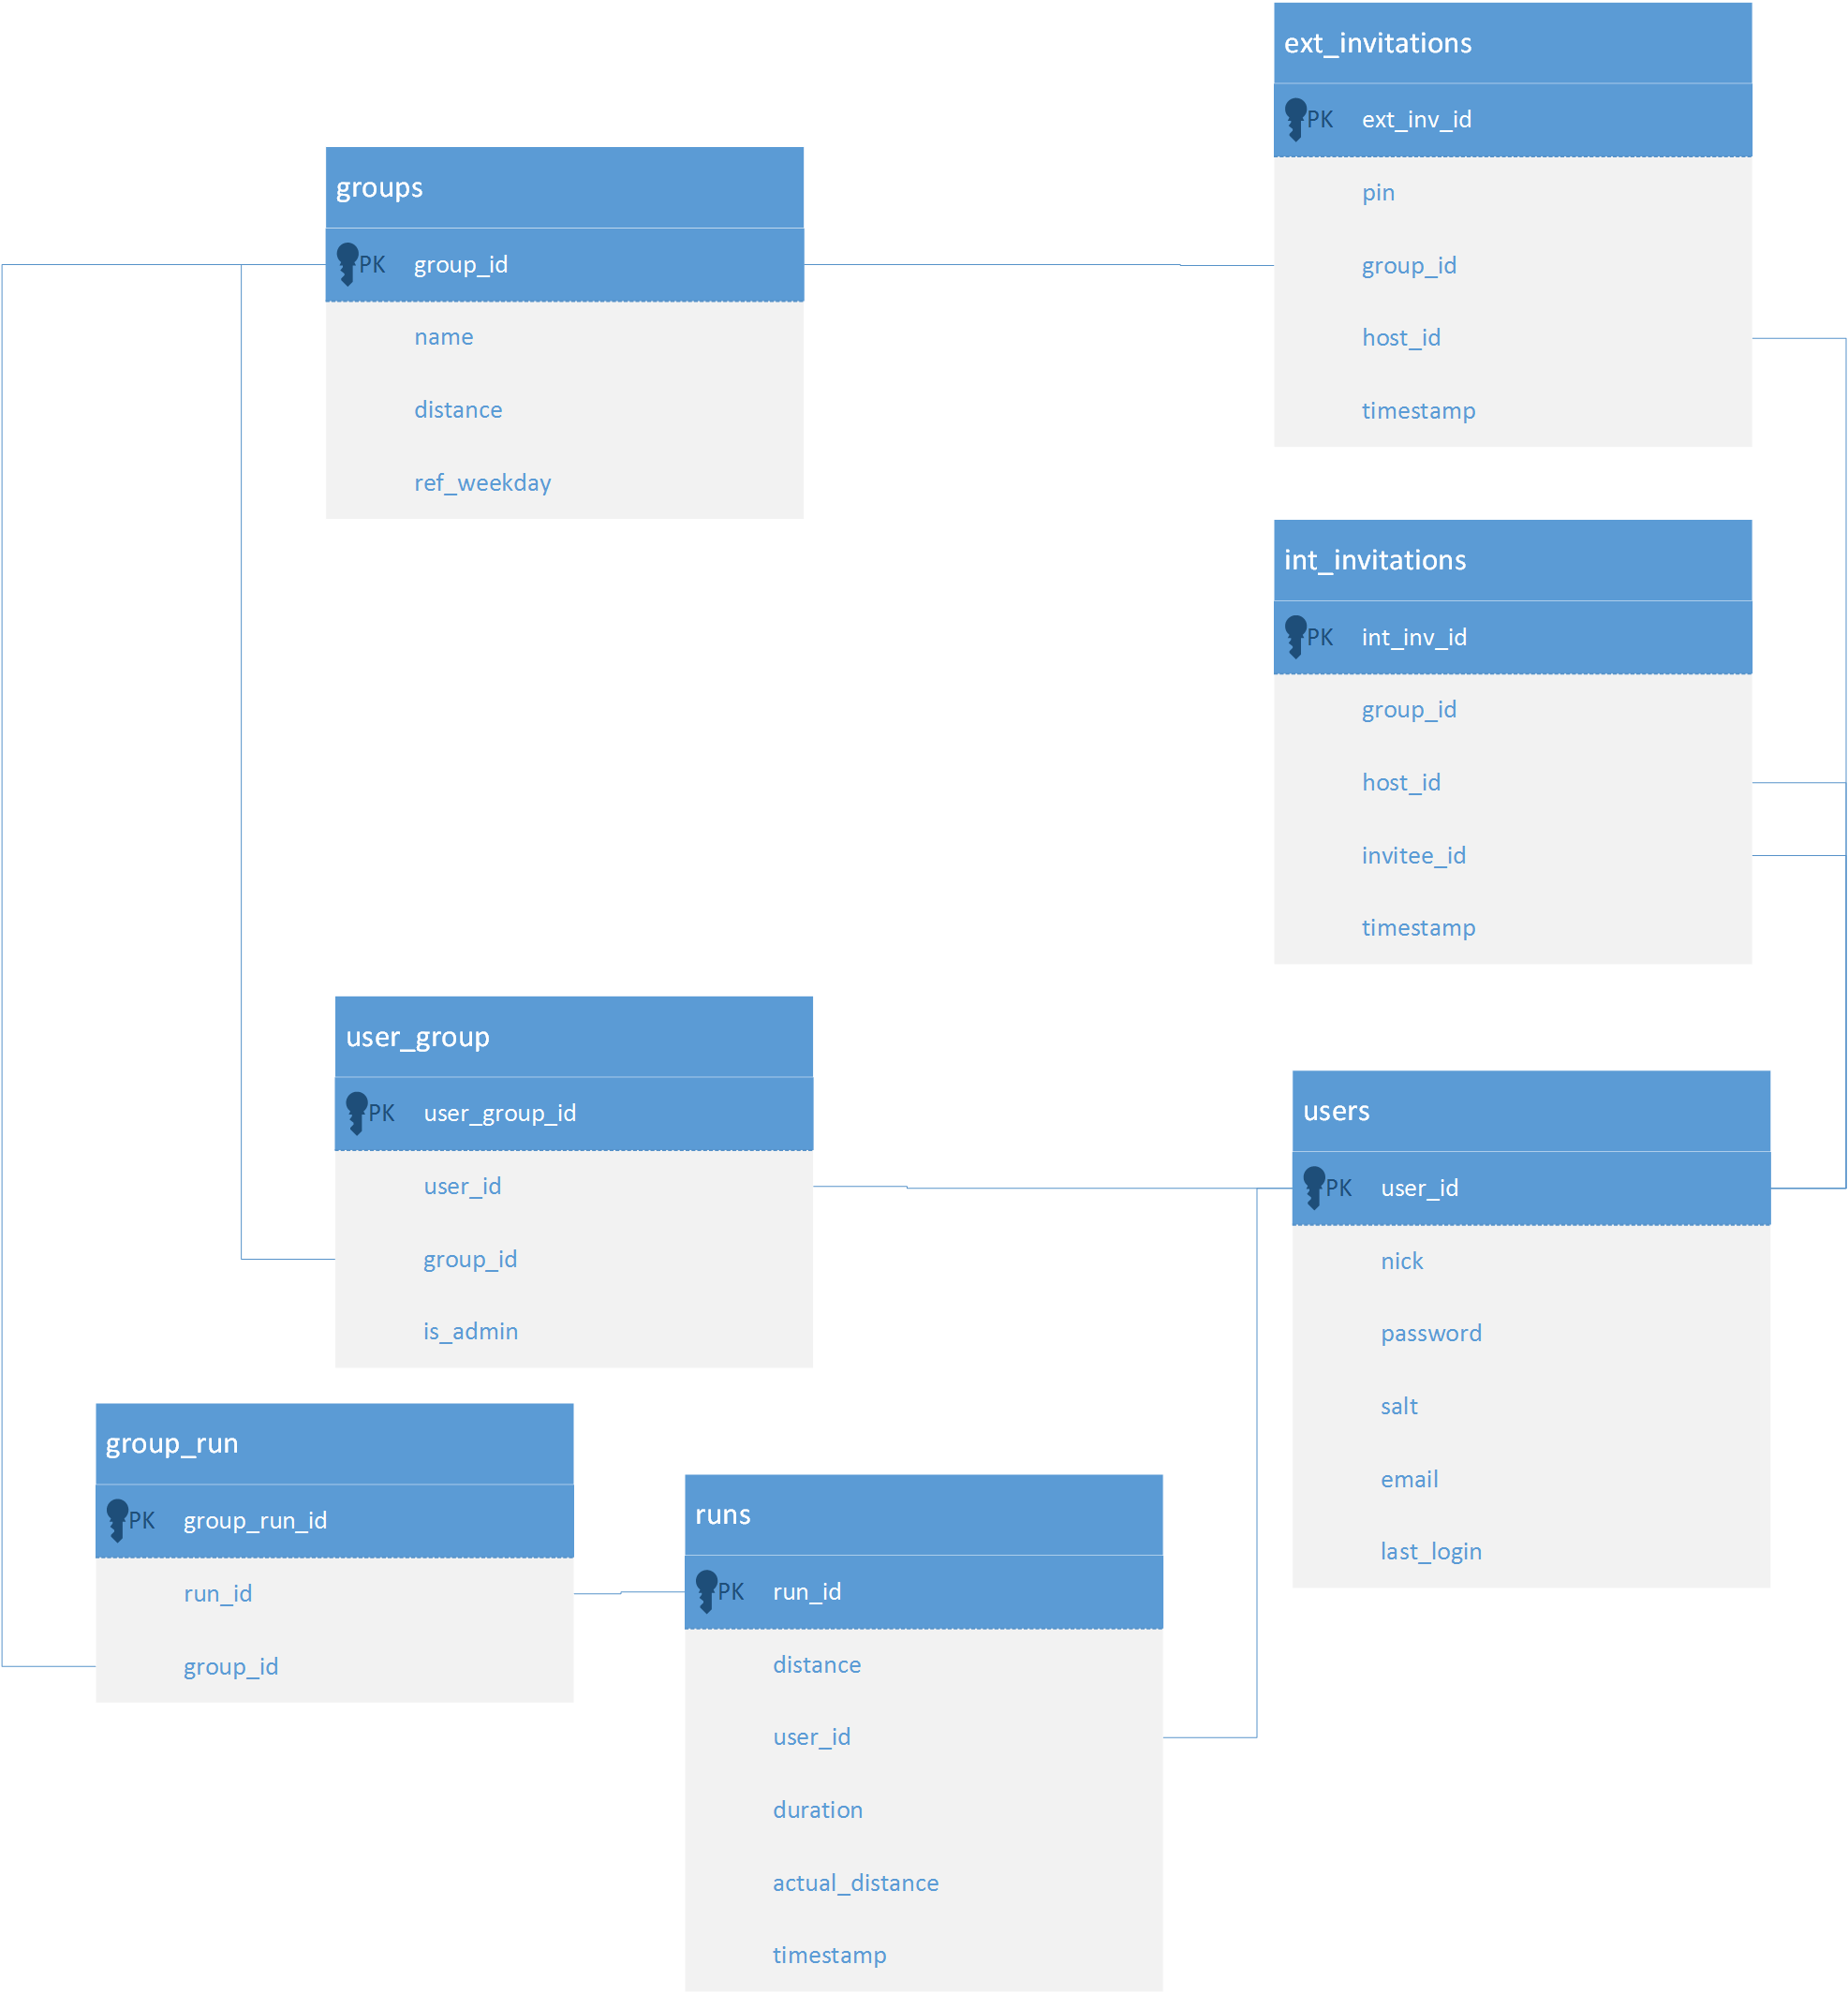 ext_invitations
PK ext_inv_id
pin
group_id
host_id
timestamp
groups
PK group_id
name
distance
ref_weekday
int_invitations
PK int_inv_id
group_id
host_id
invitee_id
timestamp
user_group
PK user_group_id
user_id
group_id
is_admin
users
PK user_id
nick
password
salt
email
last_login
group_run
PK group_run_id
run_id
group_id
runs
PK run_id
distance
user_id
duration
actual_distance
timestamp